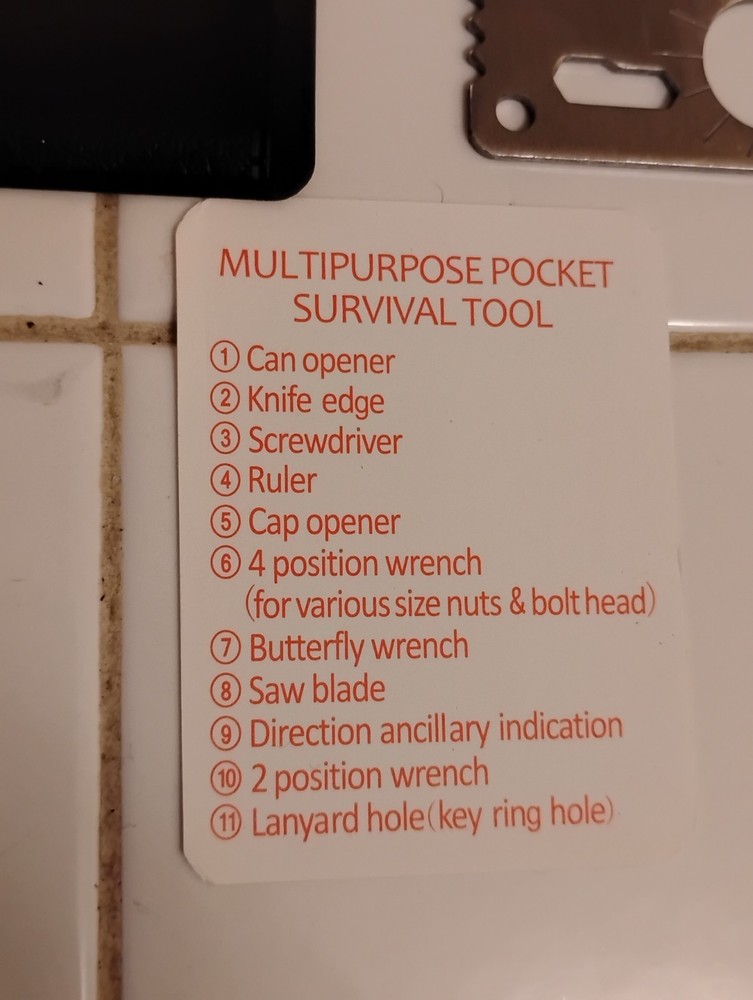 MULTIPURPOSE POCKET
SURVIVAL TOOL
① Can opener
② Knife edge
③ Screwdriver
④ Ruler
⑤ Cap opener
⑥ 4 position wrench
(for various size nuts & bolt head)
⑦ Butterfly wrench
⑧ Saw blade
⑨ Direction ancillary indication
⑩ 2 position wrench
⑪ Lanyard hole(key ring hole)